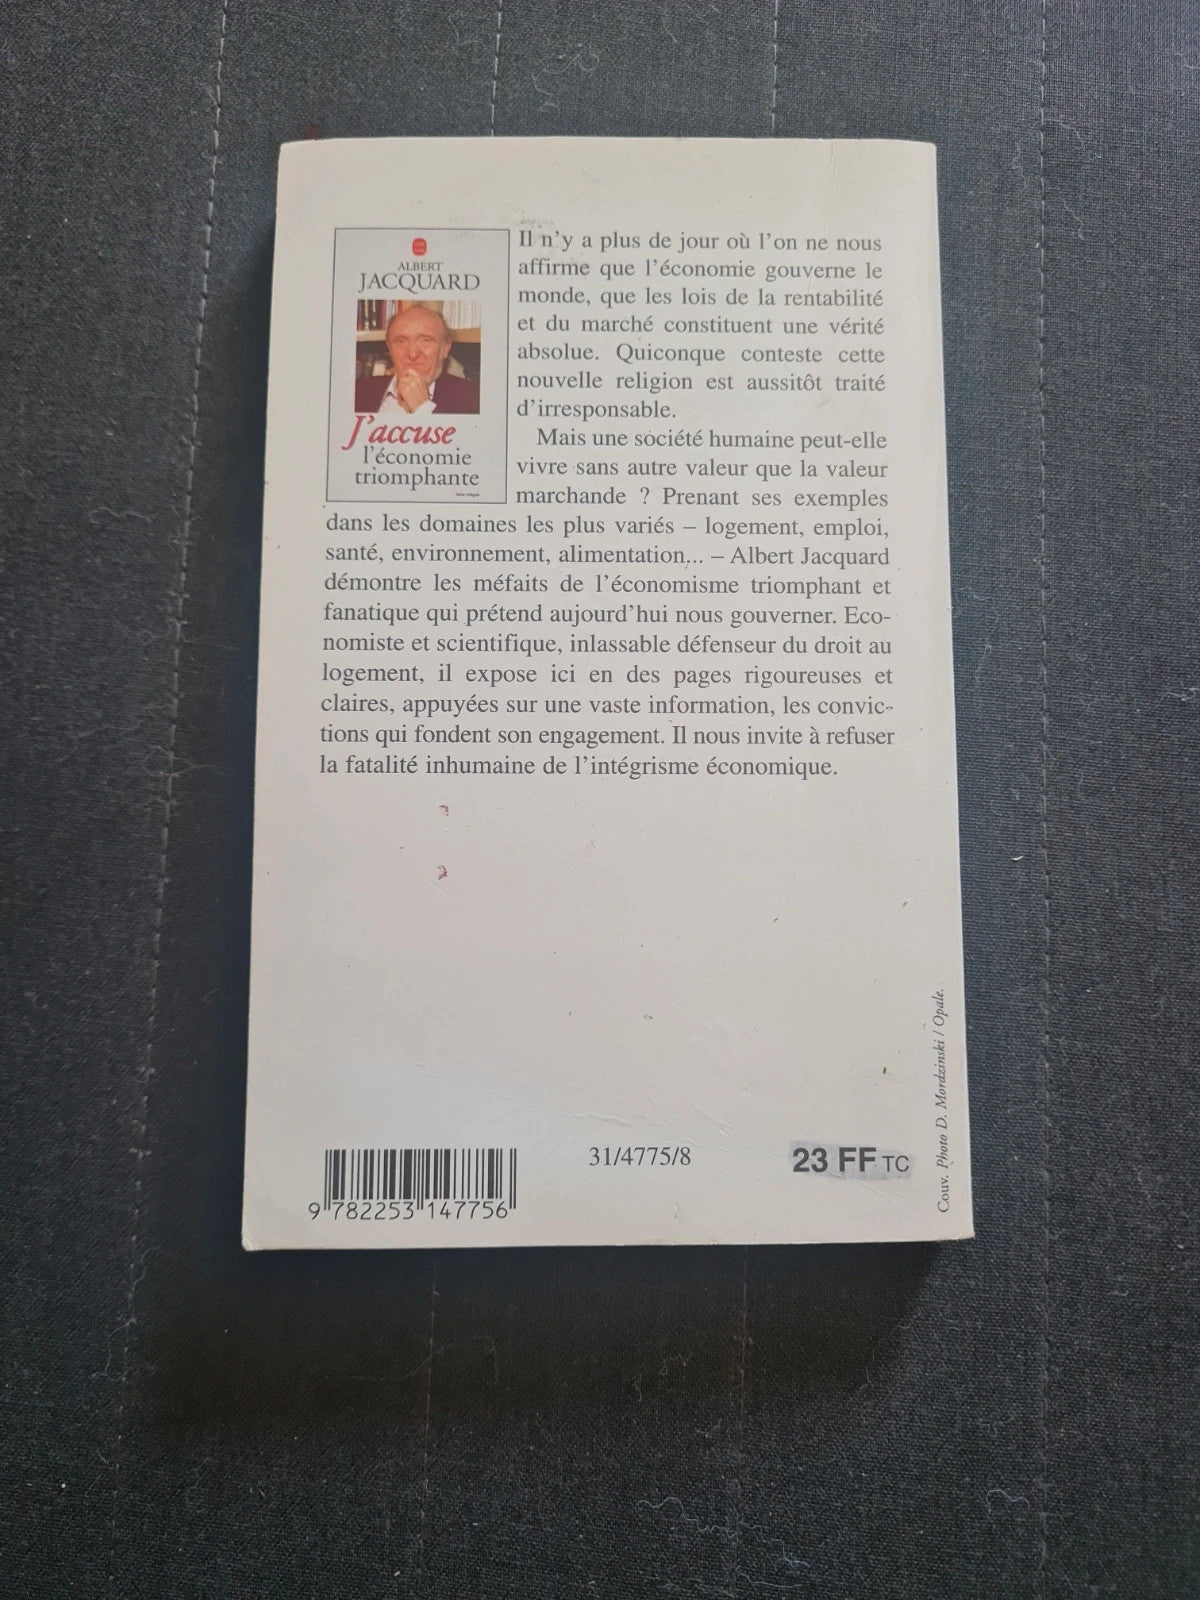 ALBERT
JACQUARD
J'accuse
l'économie
triomphante
Il n'y a plus de jour où l'on ne nous
affirme que l'économie gouverne le
monde, que les lois de la rentabilité
et du marché constituent une vérité
absolue. Quiconque conteste cette
nouvelle religion est aussitôt traité
d'irresponsable.
Mais une société humaine peut-elle
vivre sans autre valeur que la valeur
marchande ? Prenant ses exemples
dans les domaines les plus variés – logement, emploi,
santé, environnement, alimentation... – Albert Jacquard
démontre les méfaits de l'économisme triomphant et
fanatique qui prétend aujourd'hui nous gouverner. Eco-
nomiste et scientifique, inlassable défenseur du droit au
logement, il expose ici en des pages rigoureuses et
claires, appuyées sur une vaste information, les convic-
tions qui fondent son engagement. Il nous invite à refuser
la fatalité inhumaine de l'intégrisme économique.
Couv. Photo D. Mordzinski / Opale.
31/4775/8
23 FF TC
9 782253 147756